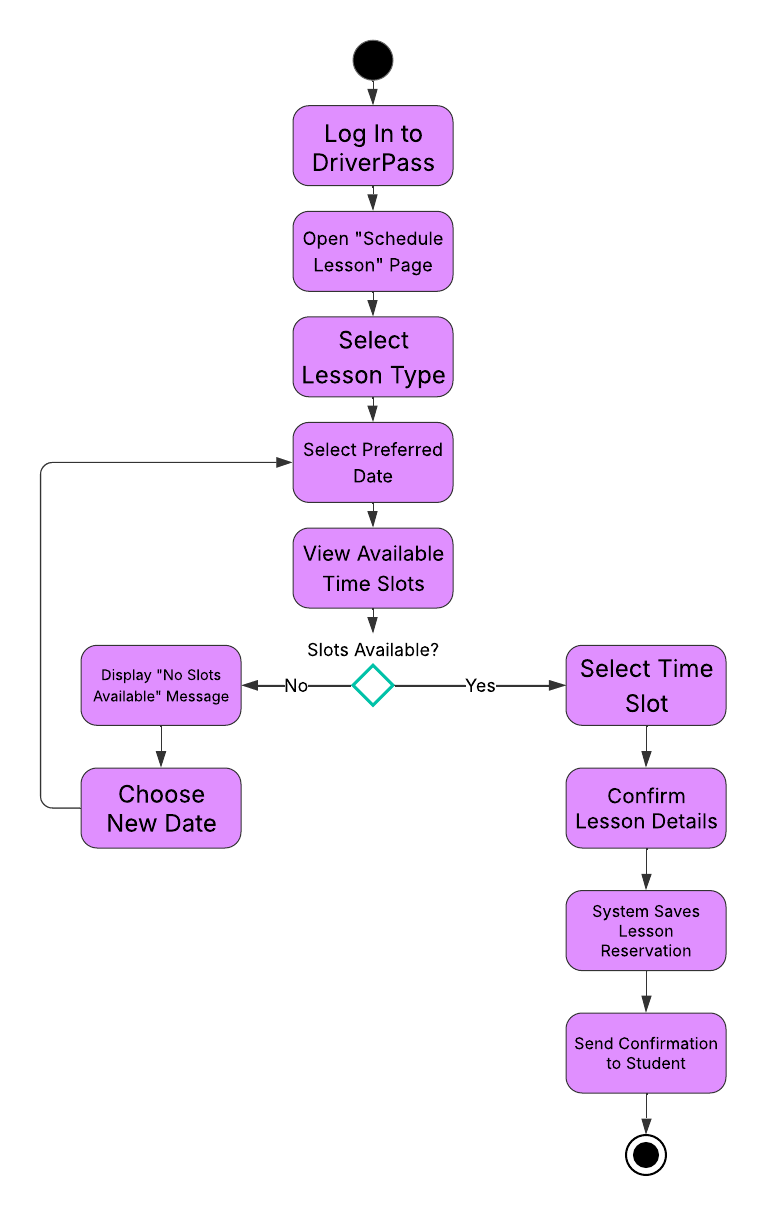 Log In to
DriverPass
Open "Schedule
Lesson" Page
Select
Lesson Type
Select Preferred
Date
View Available
Time Slots
Slots Available?
No
Yes
Display "No Slots
Available" Message
Choose
New Date
Select Time
Slot
Confirm
Lesson Details
System Saves
Lesson
Reservation
Send Confirmation
to Student